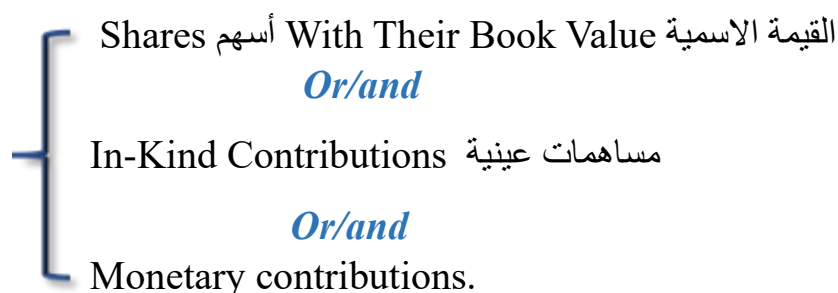 Shares أسهم With Their Book Value القيمة الاسمية
Or/and
In-Kind Contributions مساهمات عينية
Or/and
Monetary contributions.